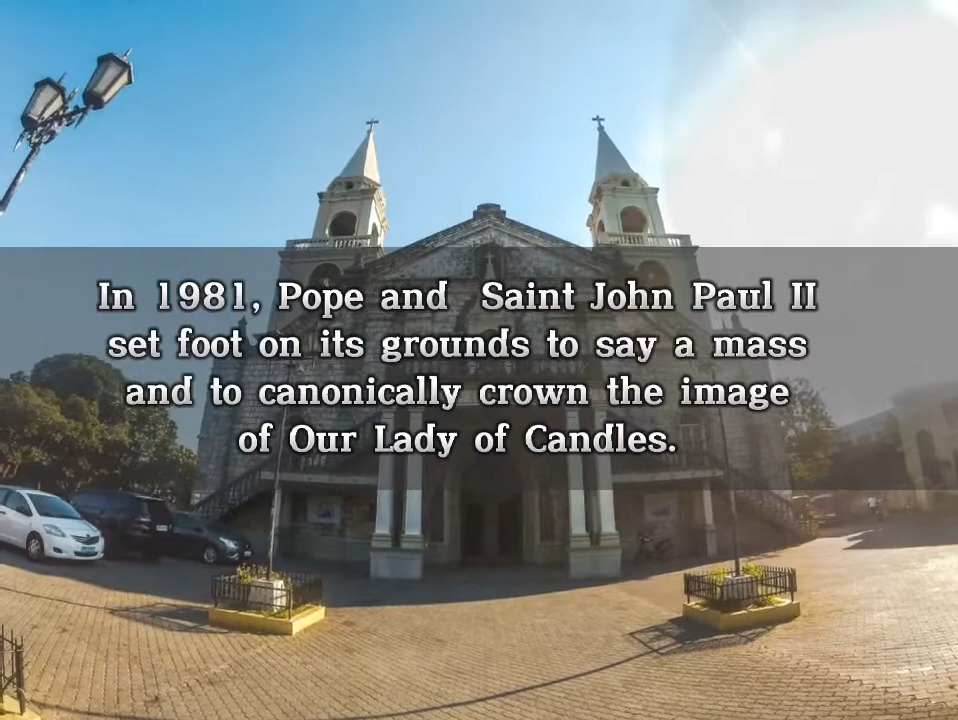 In 1981, Pope and Saint John Paul II
set foot on its grounds to say a mass
and to canonically crown the image
of Our Lady of Candles.